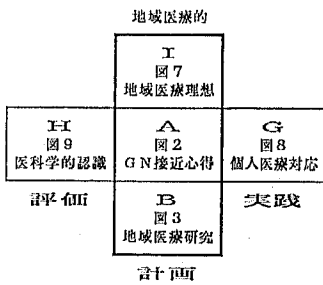 地域医療的
I
図7
地域医療理想
H
図9
医科学的認識
A
図2
GN接近心得
G
図8
個人医療対応
評価
実践
B
図3
地域医療研究
計画